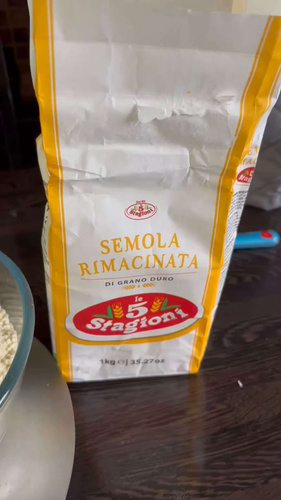 le
5
Stagioni
SEMOLA
RIMACINATA
DI GRANO DURO
le
5
Stagioni
1kg ℮ | 35.27oz